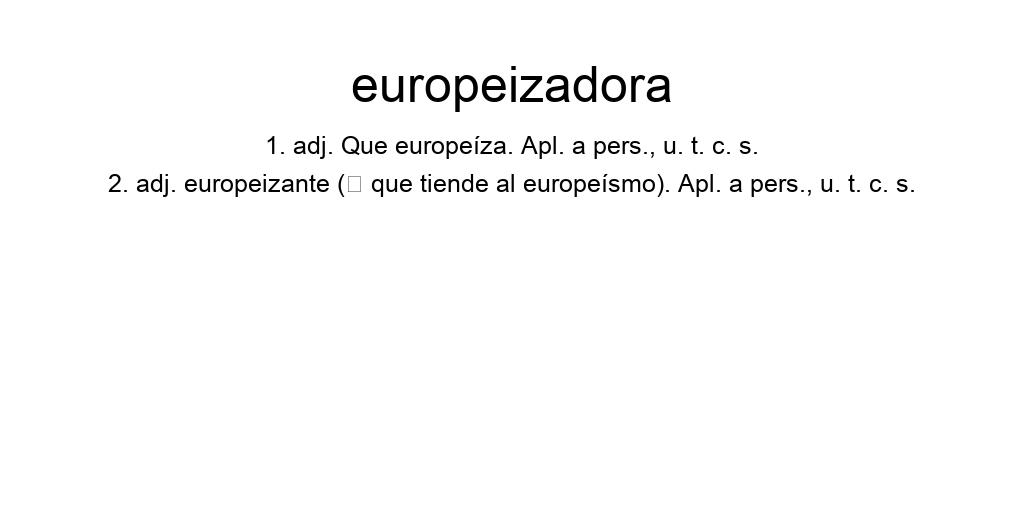 europeizadora
1. adj. Que europeíza. Apl. a pers., u. t. c. s.
2. adj. europeizante (□ que tiende al europeísmo). Apl. a pers., u. t. c. s.